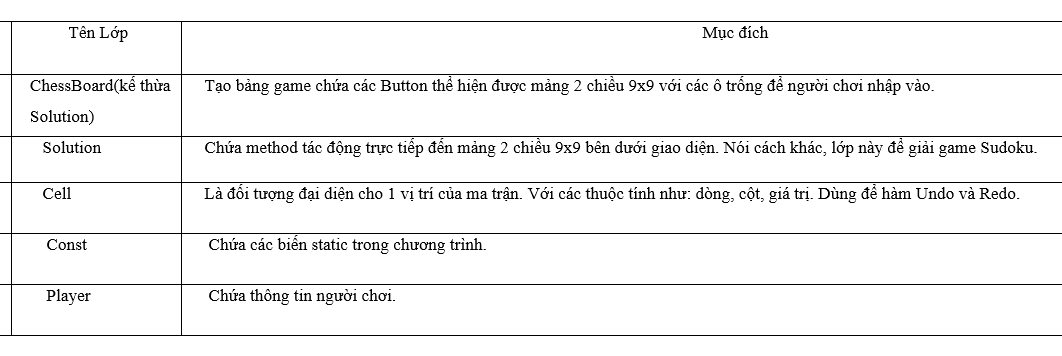 Tên Lớp
Mục đích
ChessBoard(kế thừa
Solution)
Tạo bảng game chứa các Button thể hiện được mảng 2 chiều 9x9 với các ô trống để người chơi nhập vào.
Solution
Chứa method tác động trực tiếp đến mảng 2 chiều 9x9 bên dưới giao diện. Nói cách khác, lớp này để giải game Sudoku.
Cell
Là đối tượng đại diện cho 1 vị trí của ma trận. Với các thuộc tính như: dòng, cột, giá trị. Dùng để hàm Undo và Redo.
Const
Chứa các biến static trong chương trình.
Player
Chứa thông tin người chơi.